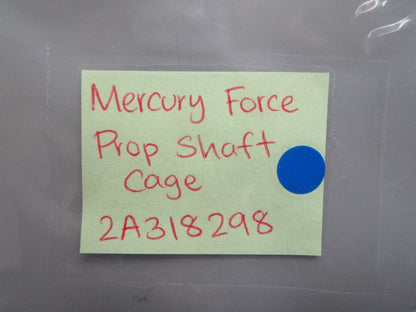 Mercury Force
Prop Shaft
Cage
2A318298